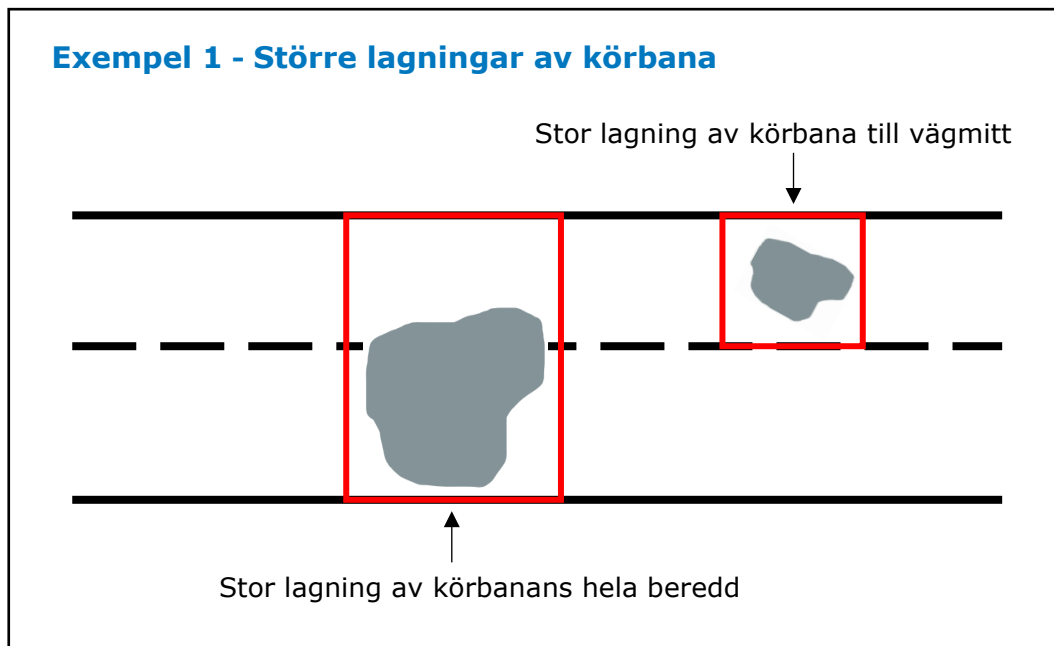 Exempel 1 - Större lagningar av körbana
Stor lagning av körbana till vägmitt
Stor lagning av körbanans hela beredd